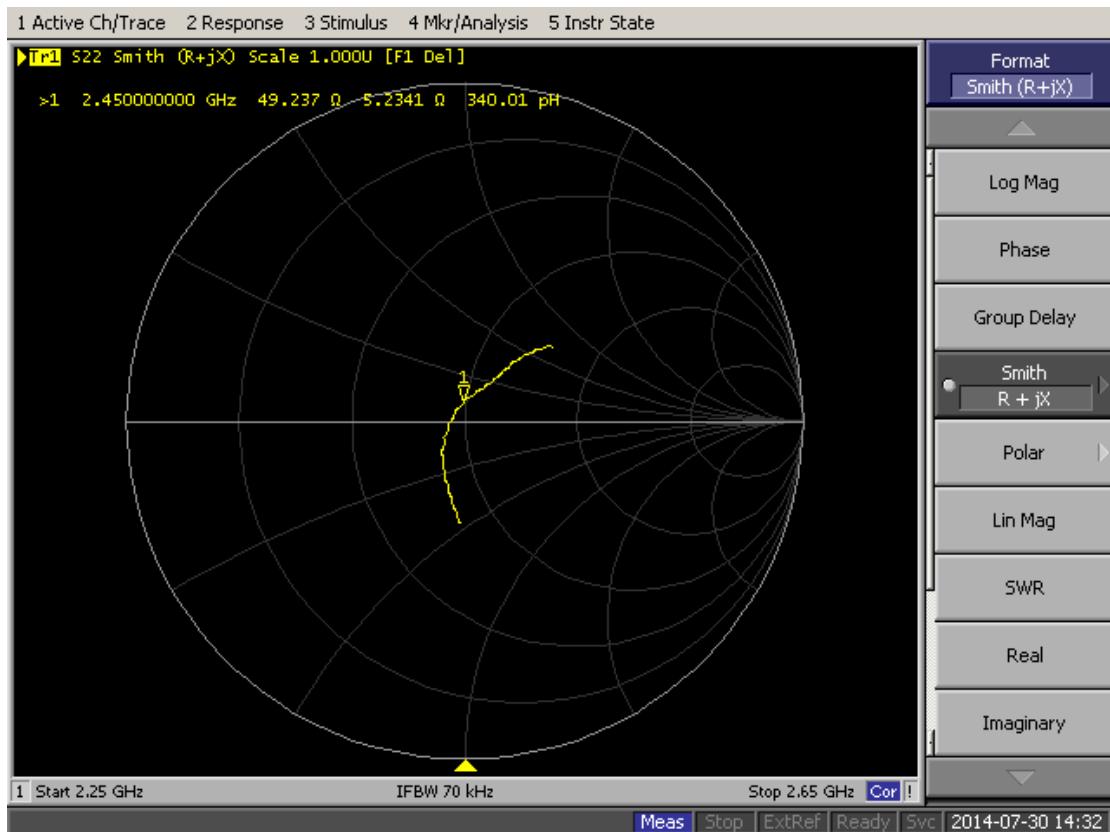 1 Active Ch/Trace 2 Response 3 Stimulus 4 Mkr/Analysis 5 Instr State
Tr1 S22 Smith (R+jX) Scale 1.000U [F1 Del]
>1 2.450000000 GHz 49.237 Ω 5.2341 Ω 340.01 pH
1
Format
Smith (R+jX)
Log Mag
Phase
Group Delay
Smith
R + jX
Polar
Lin Mag
SWR
Real
Imaginary
1 Start 2.25 GHz IFBW 70 kHz Stop 2.65 GHz Cor !
Meas Stop ExtRef Ready Svc 2014-07-30 14:32